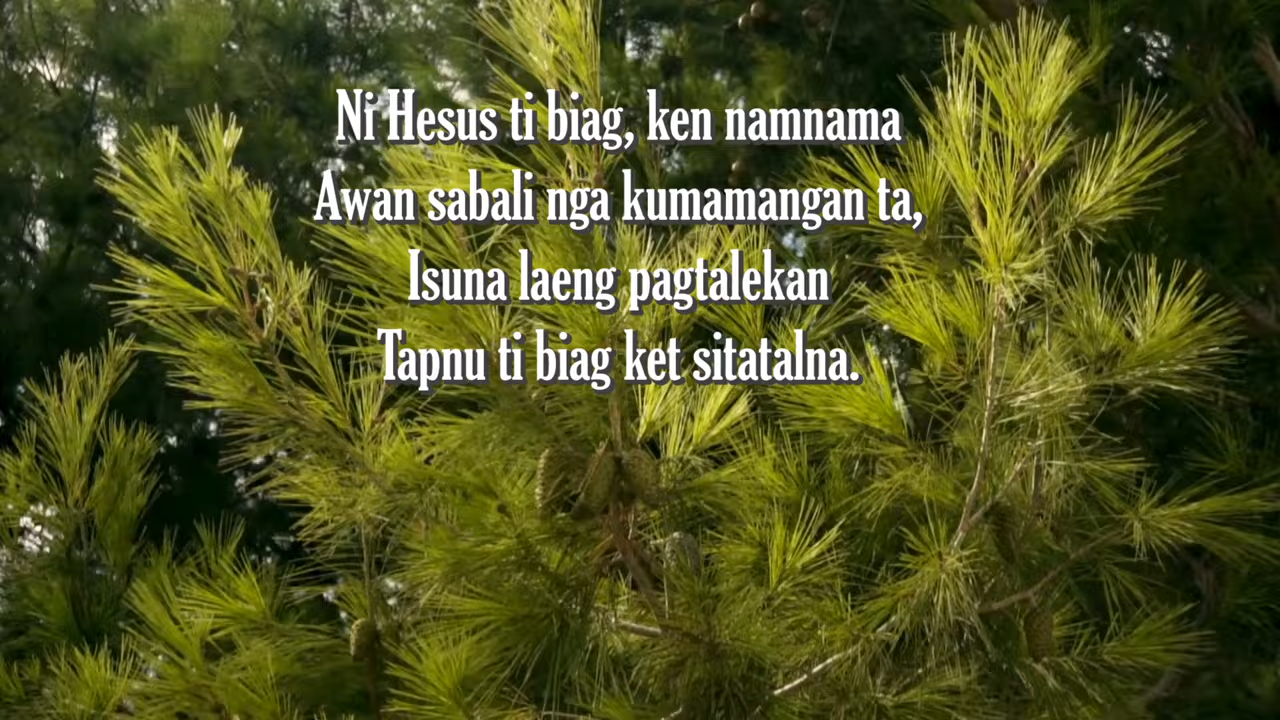 Ni Hesus ti biag, ken namnama
Awan sabali nga kumamangan ta,
Isuna laeng pagtalekan
Tapnu ti biag ket sitatalna.